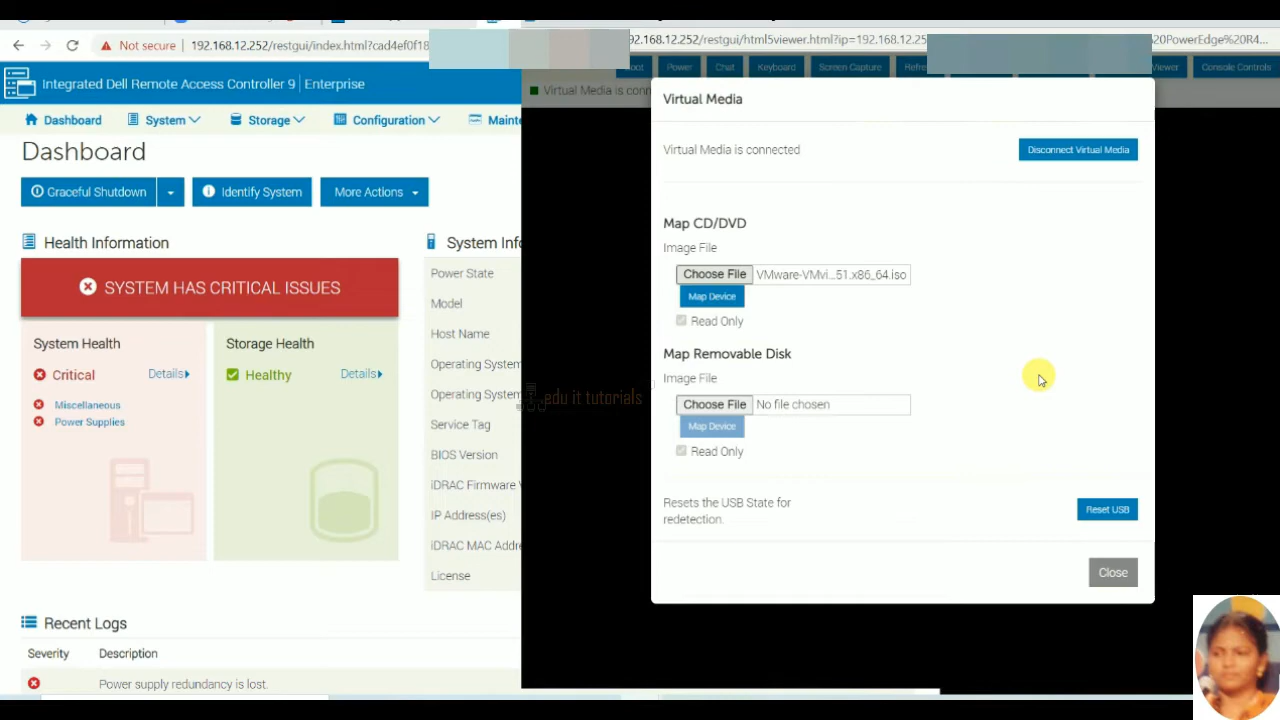 Not secure
192.168.12.252/restgui/index.html?cad4ef0f18
Integrated Dell Remote Access Controller 9 | Enterprise
Dashboard
System
Storage
Configuration
Mainte
Dashboard
Graceful Shutdown
Identify System
More Actions
Health Information
SYSTEM HAS CRITICAL ISSUES
System Health
Critical
Details
Miscellaneous
Power Supplies
Storage Health
Healthy
Details
System Info
Power State
Model
Host Name
Operating System
Operating System
Service Tag
BIOS Version
iDRAC Firmware V
IP Address(es)
iDRAC MAC Addre
License
Recent Logs
Severity
Description
Power supply redundancy is lost.
92.168.12.252/restgui/html5viewer.html?ip=192.168.12.25
20PowerEdge%20R4...
oot
Power
Chat
Keyboard
Screen Capture
Refre
Viewer
Console Controls
Virtual Media is conn
Virtual Media
Virtual Media is connected
Disconnect Virtual Media
Map CD/DVD
Image File
Choose File
VMware-VMvi...51.x86_64.iso
Map Device
Read Only
Map Removable Disk
Image File
Choose File
No file chosen
Map Device
Read Only
Resets the USB State for
redetection.
Reset USB
Close
edu it tutorials